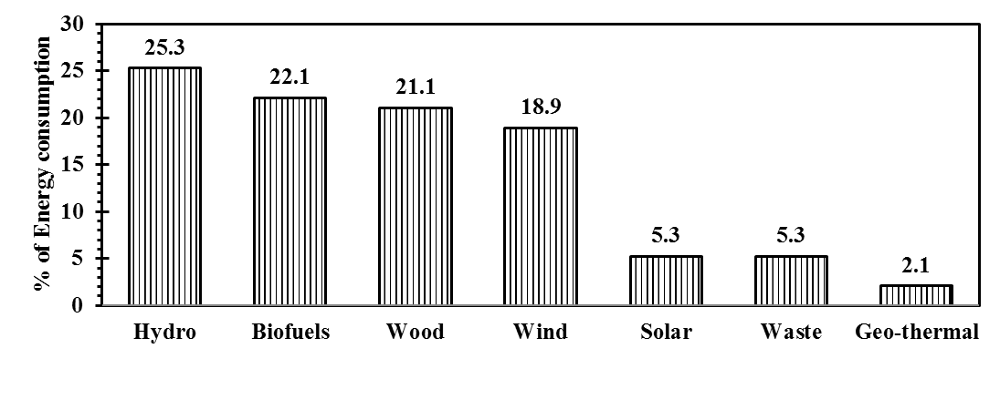 % of Energy consumption
30
25
20
15
10
5
0
25.3
22.1
21.1
18.9
5.3
5.3
2.1
Hydro
Biofuels
Wood
Wind
Solar
Waste
Geo-thermal